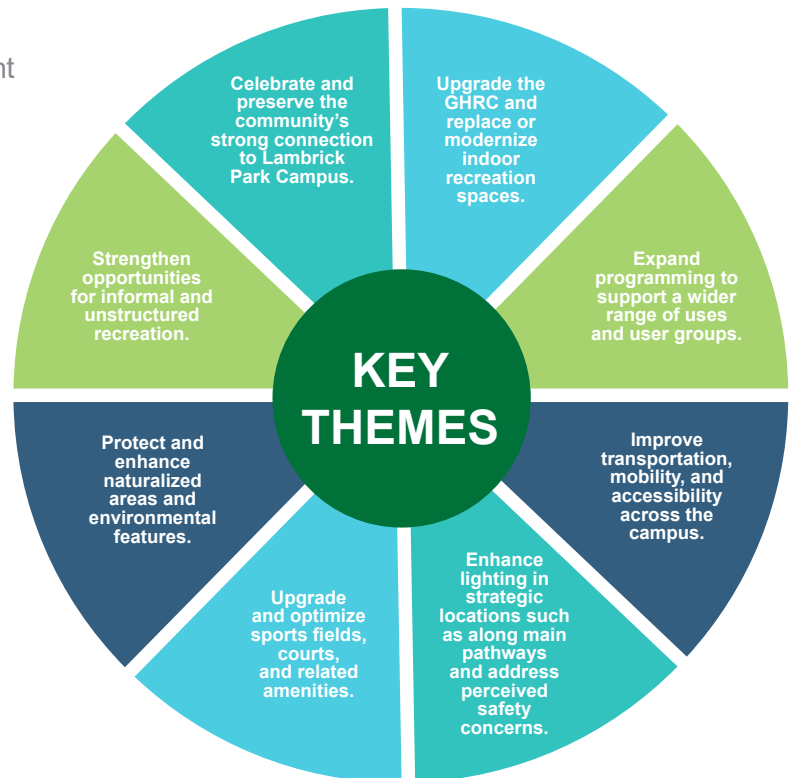 nt
Celebrate and
preserve the
community's
strong connection
to Lambrick
Park Campus.
Upgrade the
GHRC and
replace or
modernize
indoor
recreation
spaces.
Strengthen
opportunities
for informal and
unstructured
recreation.
Expand
programming to
support a wider
range of uses
and user groups.
KEY
THEMES
Protect and
enhance
naturalized
areas and
environmental
features.
Improve
transportation,
mobility, and
accessibility
across the
campus.
Upgrade
and optimize
sports fields,
courts,
and related
amenities.
Enhance
lighting in
strategic
locations such
as along main
pathways
and address
perceived
safety
concerns.